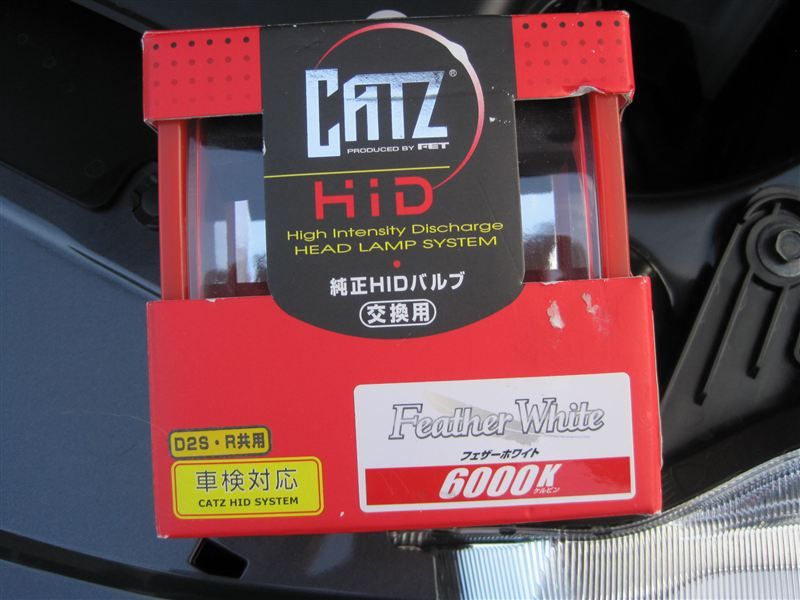 CATZ®
PRODUCED BY FET
HiD
High Intensity Discharge
HEAD LAMP SYSTEM
・
純正HIDバルブ
交換用
D2S・R共用
車検対応
CATZ HID SYSTEM
Feather White
フェザーホワイト
6000K
ケルビン